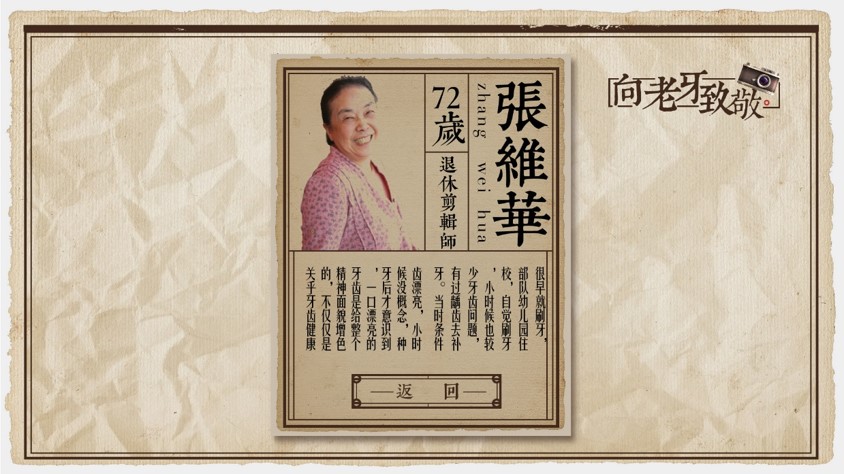 向老牙致敬
張維華
zhang wei hua
72歲
退休剪輯師
很早就刷牙，
部队幼儿园住
校，自觉刷牙
，小时候也较
少牙齿问题，
有过龋齿去补
牙。当时条件
齿漂亮，小时
候没概念，种
牙后才意识到
，一口漂亮的
牙齿是给整个
精神面貌增色
的，不仅仅是
关乎牙齿健康
返 回